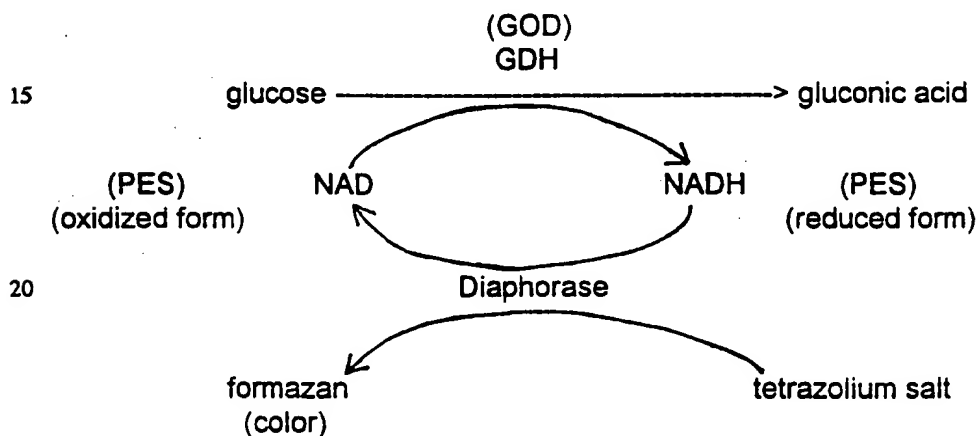 (GOD)
GDH
15 glucose gluconic acid
(PES) NAD NADH (PES)
(oxidized form) (reduced form)
20 Diaphorase
formazan tetrazolium salt
(color)